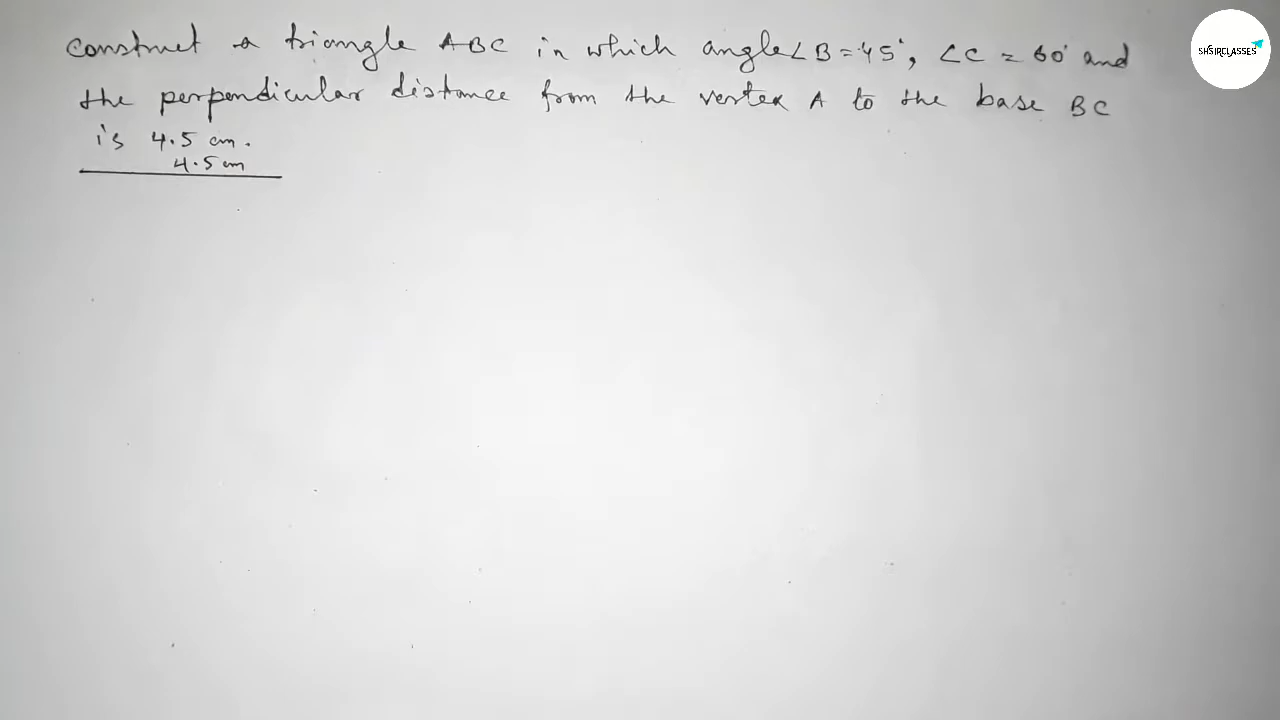 construct a triangle ABC in which angle∠B = 45°, ∠C = 60° and
the perpendicular distance from the vertex A to the base BC
is 4.5 cm.
4.5 cm
SHSIRCLASSES